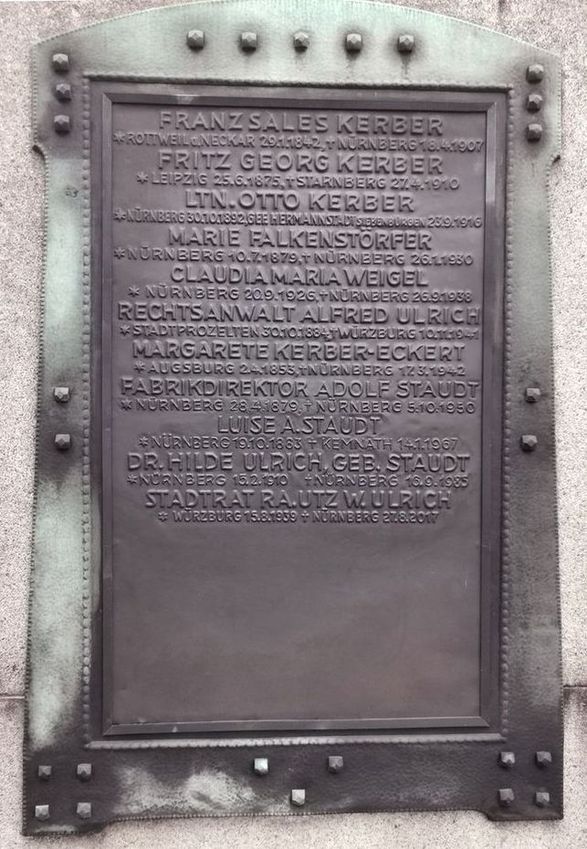 FRANZ SALES KERBER
*ROTTWEIL a. NECKAR 29.1.1842, ✝ NÜRNBERG 18.4.1907
FRITZ GEORG KERBER
* LEIPZIG 25.6.1875, ✝ STARNBERG 27.4.1910
LTN. OTTO KERBER
*NÜRNBERG 30.10.1892, GEF. HERMANNSTADT SIEBENBÜRGEN 23.9.1916
MARIE FALKENSTÖRFER
*NÜRNBERG 10.7.1879, ✝ NÜRNBERG 26.1.1930
CLAUDIA MARIA WEIGEL
* NÜRNBERG 20.9.1926, ✝ NÜRNBERG 26.9.1938
RECHTSANWALT ALFRED ULRICH
* STADTPROZELTEN 30.10.1884, ✝ WÜRZBURG 10.11.1941
MARGARETE KERBER-ECKERT
* AUGSBURG 2.4.1853, ✝ NÜRNBERG 17.3.1942
FABRIKDIREKTOR ADOLF STAUDT
* NÜRNBERG 28.4.1879, ✝ NÜRNBERG 5.10.1950
LUISE A. STAUDT
*NÜRNBERG 19.10.1883 ✝ KEMNATH 14.1.1967
DR. HILDE ULRICH, GEB. STAUDT
*NÜRNBERG 15.2.1910 ✝ NÜRNBERG 16.9.1985
STADTRAT RA. UTZ W. ULRICH
* WÜRZBURG 15.8.1939 ✝ NÜRNBERG 27.8.2017